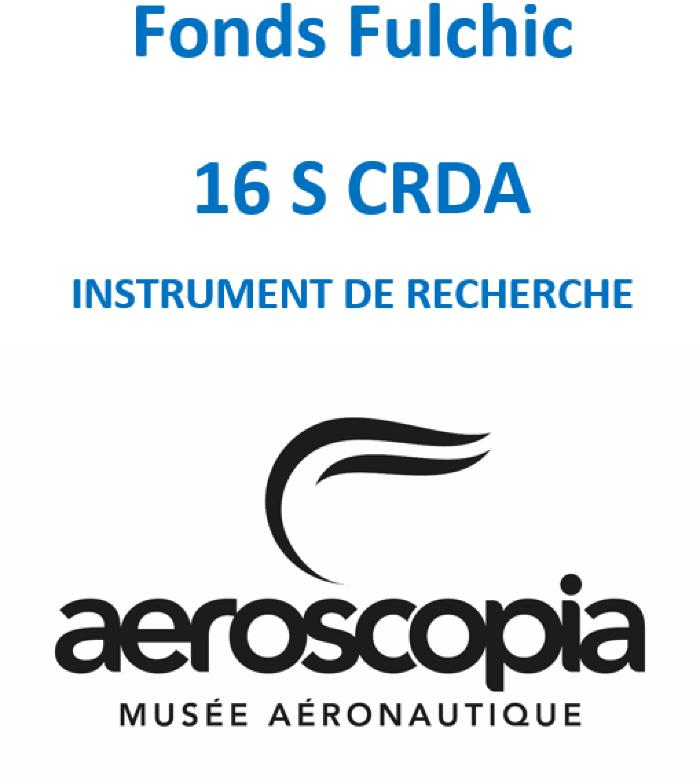 Fonds Fulchic
16 S CRDA
INSTRUMENT DE RECHERCHE
aeroscopia
MUSÉE AÉRONAUTIQUE